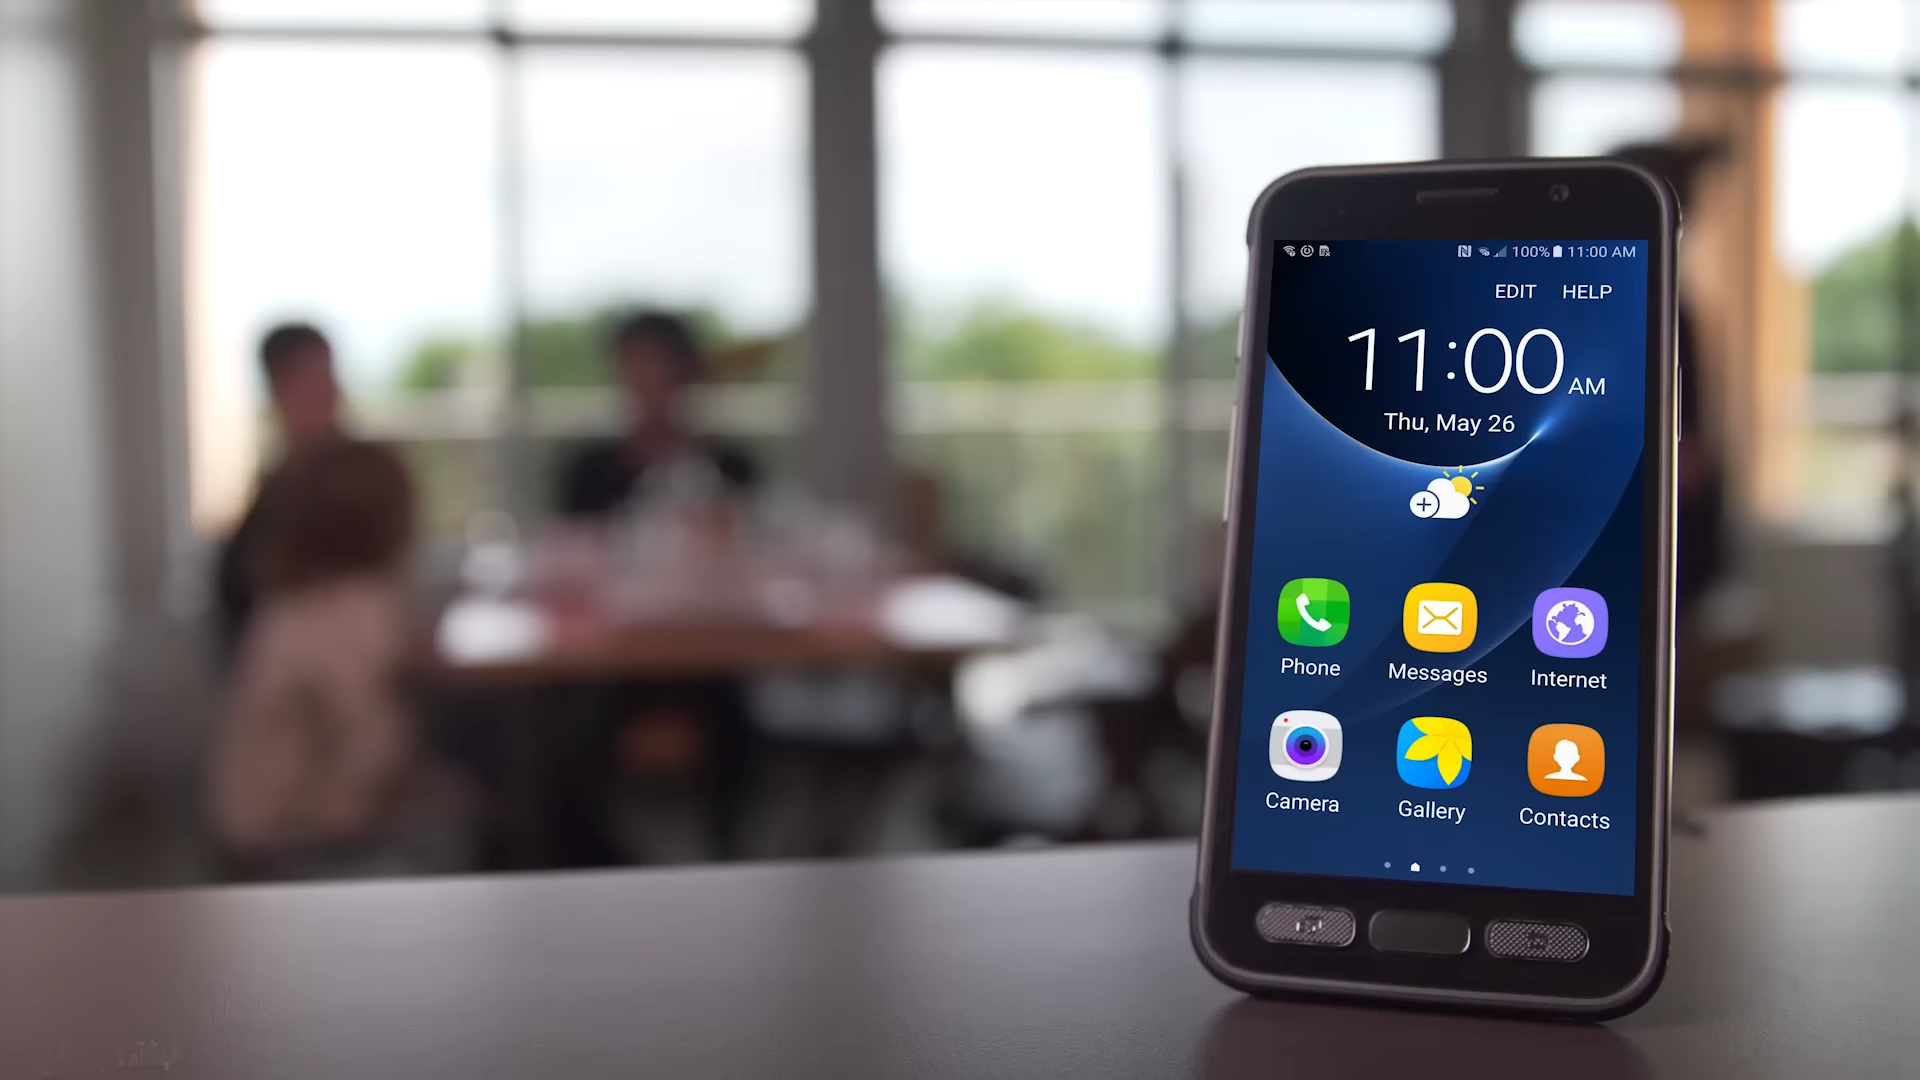 100% 11:00 AM
EDIT HELP
11:00 AM
Thu, May 26
Phone Messages Internet
Camera Gallery Contacts